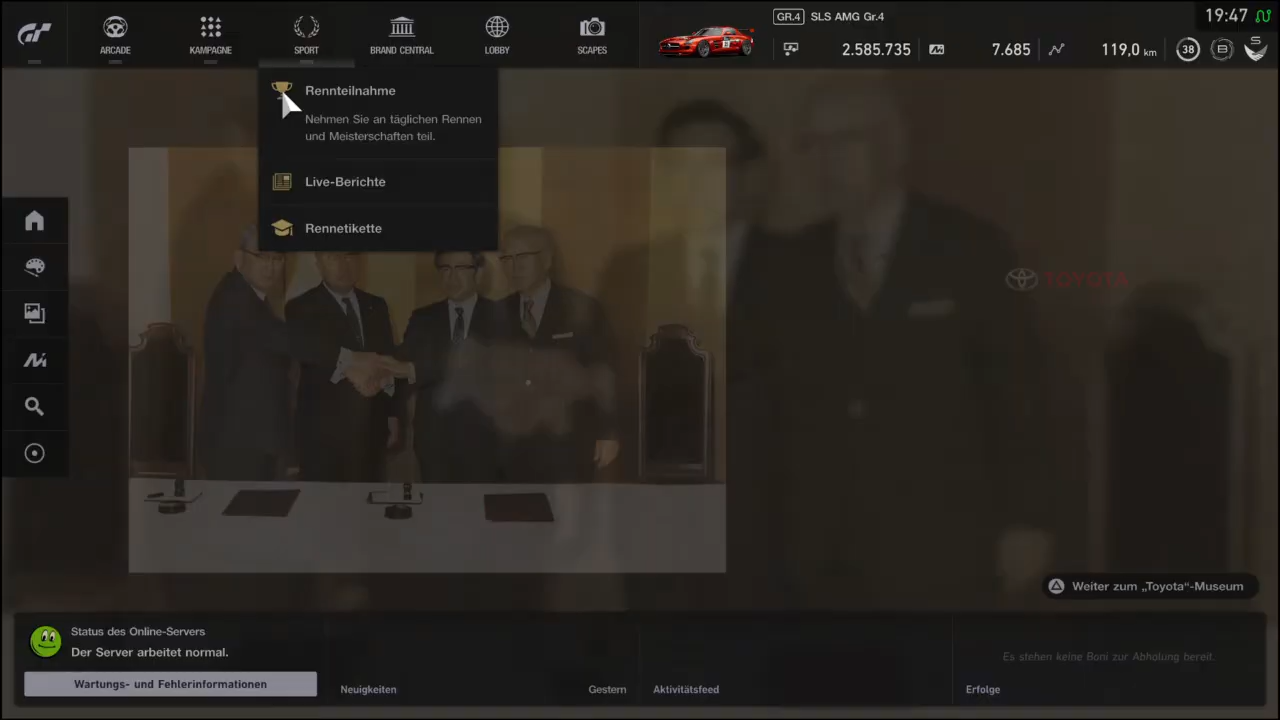 GT
ARCADE
KAMPAGNE
SPORT
BRAND CENTRAL
LOBBY
SCAPES
GR.4 SLS AMG Gr.4
2.585.735
7.685
119,0 km
38
B
S
19:47
Rennteilnahme
Nehmen Sie an täglichen Rennen
und Meisterschaften teil.
Live-Berichte
Rennetikette
TOYOTA
Weiter zum „Toyota“-Museum
Status des Online-Servers
Der Server arbeitet normal.
Wartungs- und Fehlerinformationen
Neuigkeiten
Gestern
Aktivitätsfeed
Es stehen keine Boni zur Abholung bereit.
Erfolge